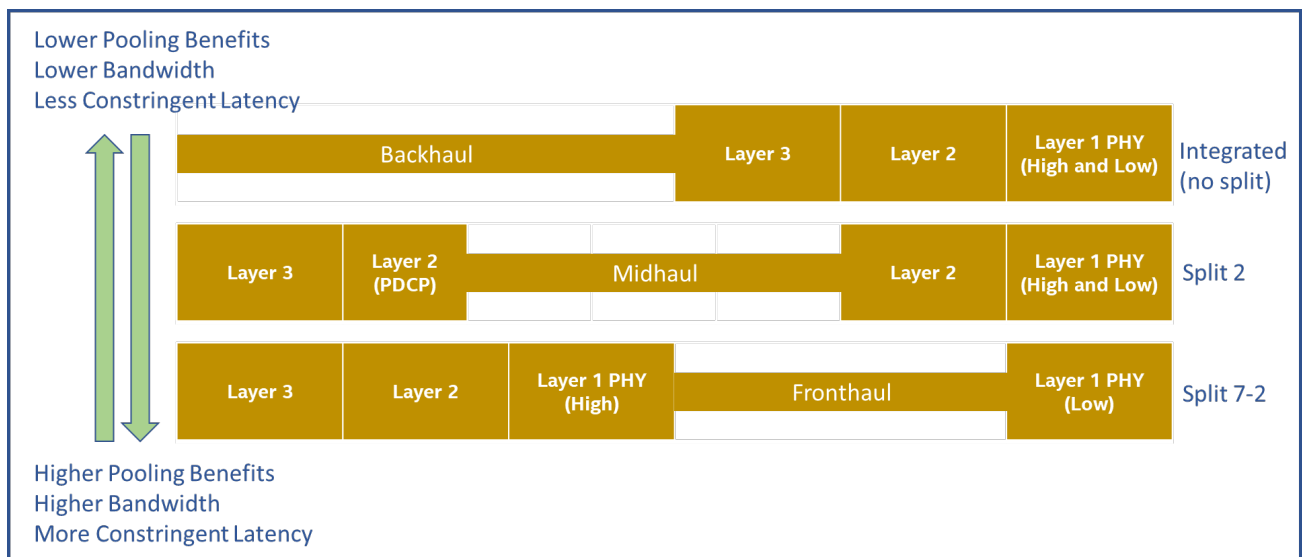 Lower Pooling Benefits
Lower Bandwidth
Less Constringent Latency
Backhaul
Layer 3
Layer 2
Layer 1 PHY
(High and Low)
Integrated
(no split)
Layer 3
Layer 2
(PDCP)
Midhaul
Layer 2
Layer 1 PHY
(High and Low)
Split 2
Layer 3
Layer 2
Layer 1 PHY
(High)
Fronthaul
Layer 1 PHY
(Low)
Split 7-2
Higher Pooling Benefits
Higher Bandwidth
More Constringent Latency